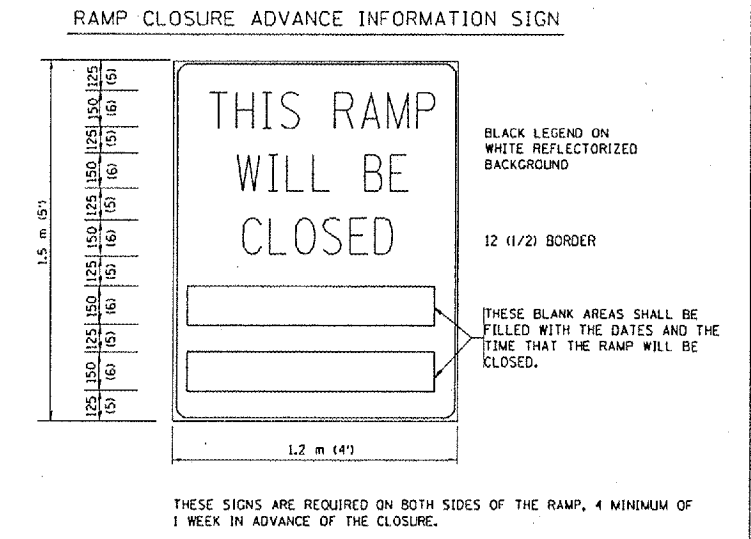 RAMP CLOSURE ADVANCE INFORMATION SIGN
125 (5)
150 (6)
125 (5)
150 (6)
125 (5)
150 (6)
125 (5)
150 (6)
125 (5)
150 (6)
125 (5)
1.5 m (5')
THIS RAMP
WILL BE
CLOSED
BLACK LEGEND ON
WHITE REFLECTORIZED
BACKGROUND
12 (1/2) BORDER
THESE BLANK AREAS SHALL BE
FILLED WITH THE DATES AND THE
TIME THAT THE RAMP WILL BE
CLOSED.
1.2 m (4')
THESE SIGNS ARE REQUIRED ON BOTH SIDES OF THE RAMP, 4 MINIMUM OF
1 WEEK IN ADVANCE OF THE CLOSURE.